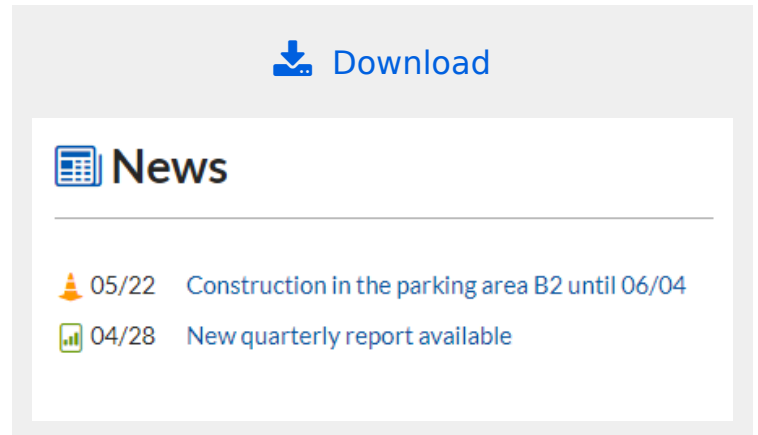 Download
News
05/22 Construction in the parking area B2 until 06/04
04/28 New quarterly report available